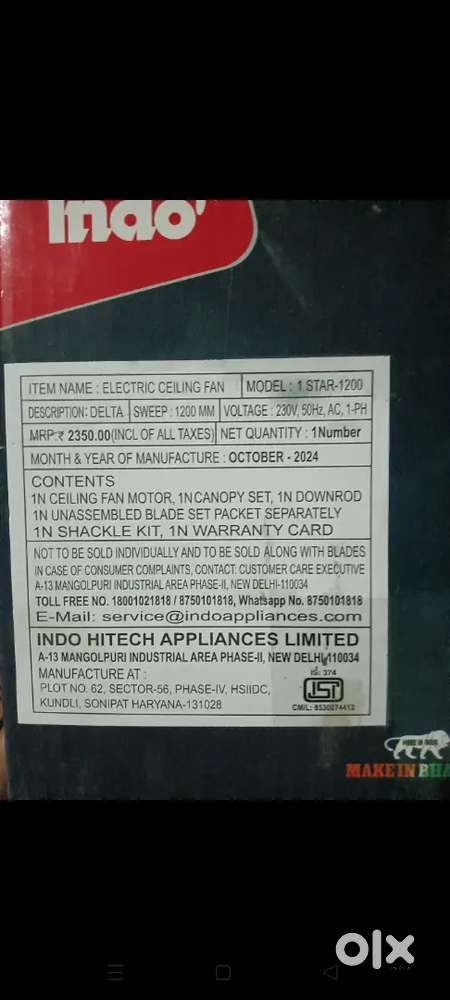 Indo'
ITEM NAME : ELECTRIC CEILING FAN MODEL : 1 STAR-1200
DESCRIPTION: DELTA SWEEP : 1200 MM VOLTAGE : 230V, 50Hz, AC, 1-PH
MRP:₹ 2350.00(INCL OF ALL TAXES) NET QUANTITY : 1Number
MONTH & YEAR OF MANUFACTURE : OCTOBER - 2024
CONTENTS
1N CEILING FAN MOTOR, 1N CANOPY SET, 1N DOWNROD
1N UNASSEMBLED BLADE SET PACKET SEPARATELY
1N SHACKLE KIT, 1N WARRANTY CARD
NOT TO BE SOLD INDIVIDUALLY AND TO BE SOLD ALONG WITH BLADES
IN CASE OF CONSUMER COMPLAINTS, CONTACT: CUSTOMER CARE EXECUTIVE
A-13 MANGOLPURI INDUSTRIAL AREA PHASE-II, NEW DELHI-110034
TOLL FREE NO. 18001021818 / 8750101818, Whatsapp No. 8750101818
E-Mail: service@indoappliances.com
INDO HITECH APPLIANCES LIMITED
A-13 MANGOLPURI INDUSTRIAL AREA PHASE-II, NEW DELHI-110034
MANUFACTURE AT :
PLOT NO. 62, SECTOR-56, PHASE-IV, HSIIDC,
KUNDLI, SONIPAT HARYANA-131028
IS: 374
ISI
CM/L: 8530074412
MADE IN INDIA
MAKE IN BHA
olx
INDIA